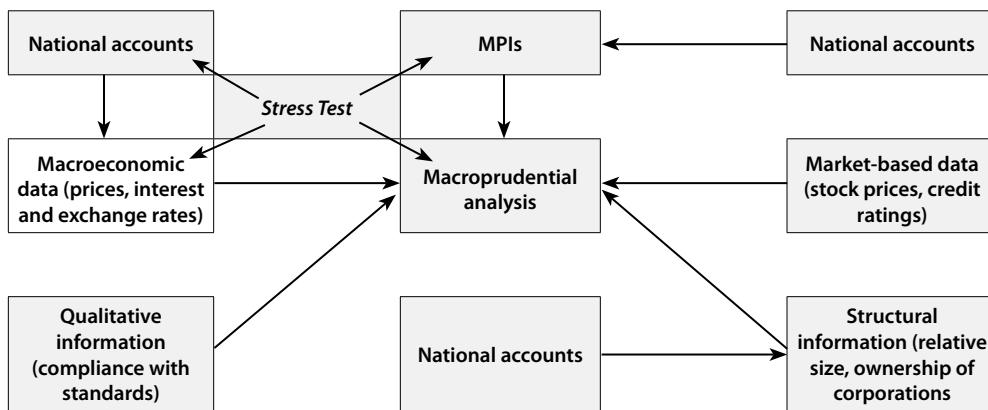 National accounts
MPIs
National accounts
Stress Test
Macroeconomic
data (prices, interest
and exchange rates)
Macroprudential
analysis
Market-based data
(stock prices, credit
ratings)
Qualitative
information
(compliance with
standards)
National accounts
Structural
information (relative
size, ownership of
corporations